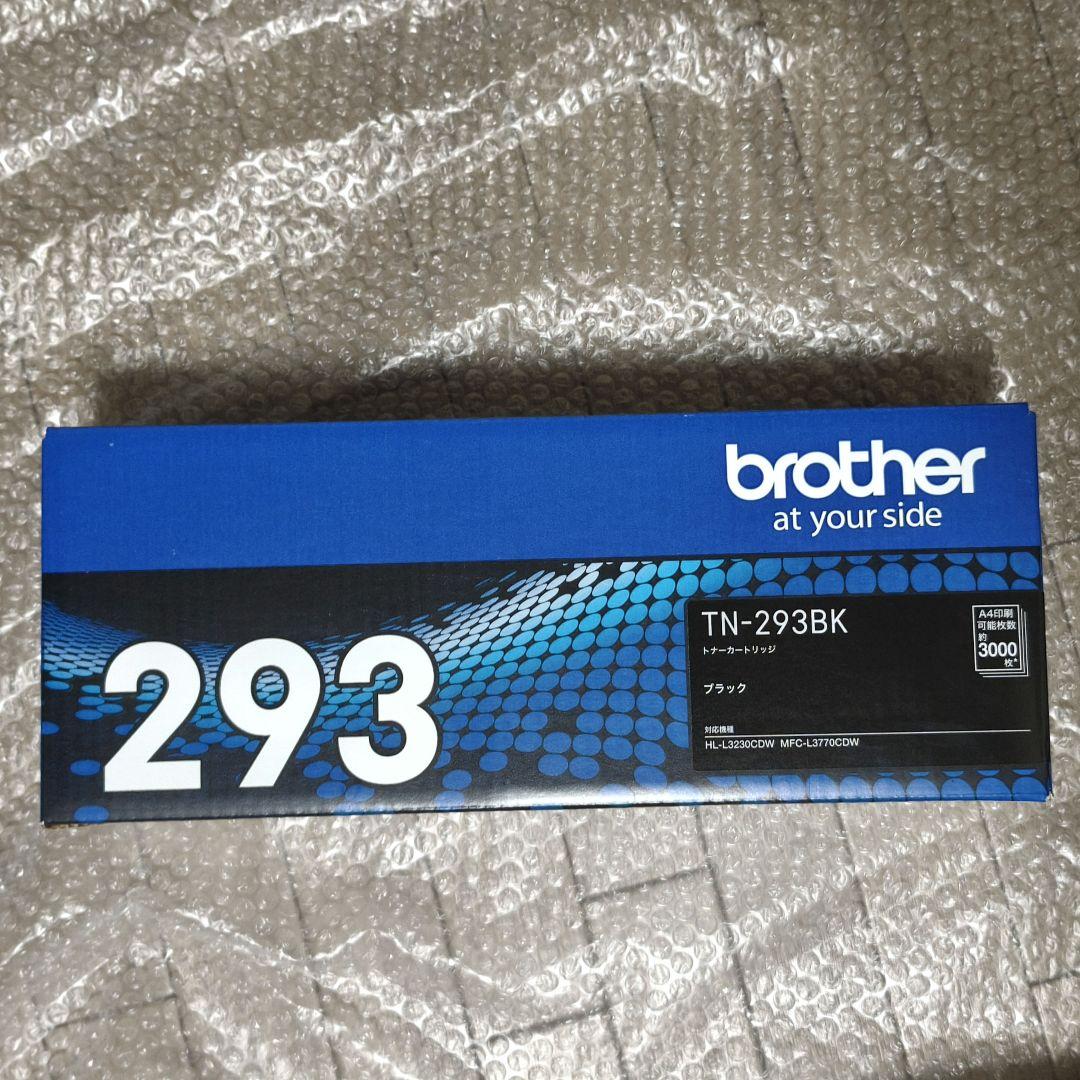 brother
at your side
293
TN-293BK
トナーカートリッジ
ブラック
A4印刷
可能枚数
約
3000
枚*
対応機種
HL-L3230CDW MFC-L3770CDW